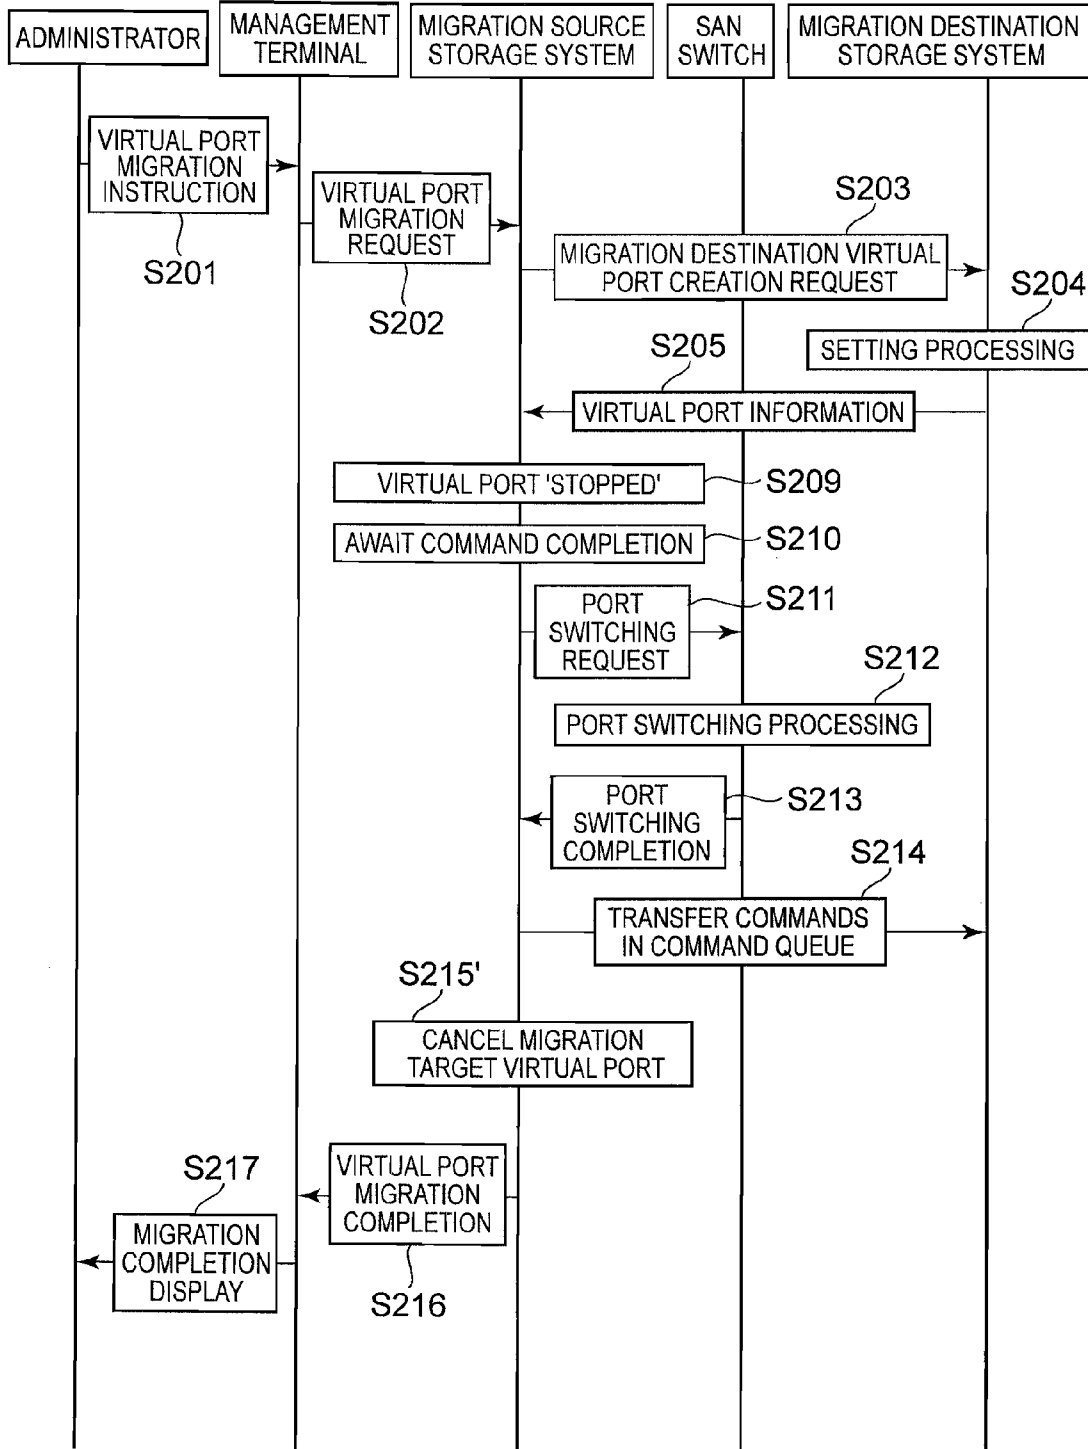 ADMINISTRATOR
MANAGEMENT
TERMINAL
MIGRATION SOURCE
STORAGE SYSTEM
SAN
SWITCH
MIGRATION DESTINATION
STORAGE SYSTEM
VIRTUAL PORT
MIGRATION
INSTRUCTION
S201
VIRTUAL PORT
MIGRATION
REQUEST
S202
S203
MIGRATION DESTINATION VIRTUAL
PORT CREATION REQUEST
S204
SETTING PROCESSING
S205
VIRTUAL PORT INFORMATION
VIRTUAL PORT 'STOPPED'
S209
AWAIT COMMAND COMPLETION
S210
PORT
SWITCHING
REQUEST
S211
S212
PORT SWITCHING PROCESSING
PORT
SWITCHING
COMPLETION
S213
S214
TRANSFER COMMANDS
IN COMMAND QUEUE
S215'
CANCEL MIGRATION
TARGET VIRTUAL PORT
VIRTUAL PORT
MIGRATION
COMPLETION
S216
S217
MIGRATION
COMPLETION
DISPLAY